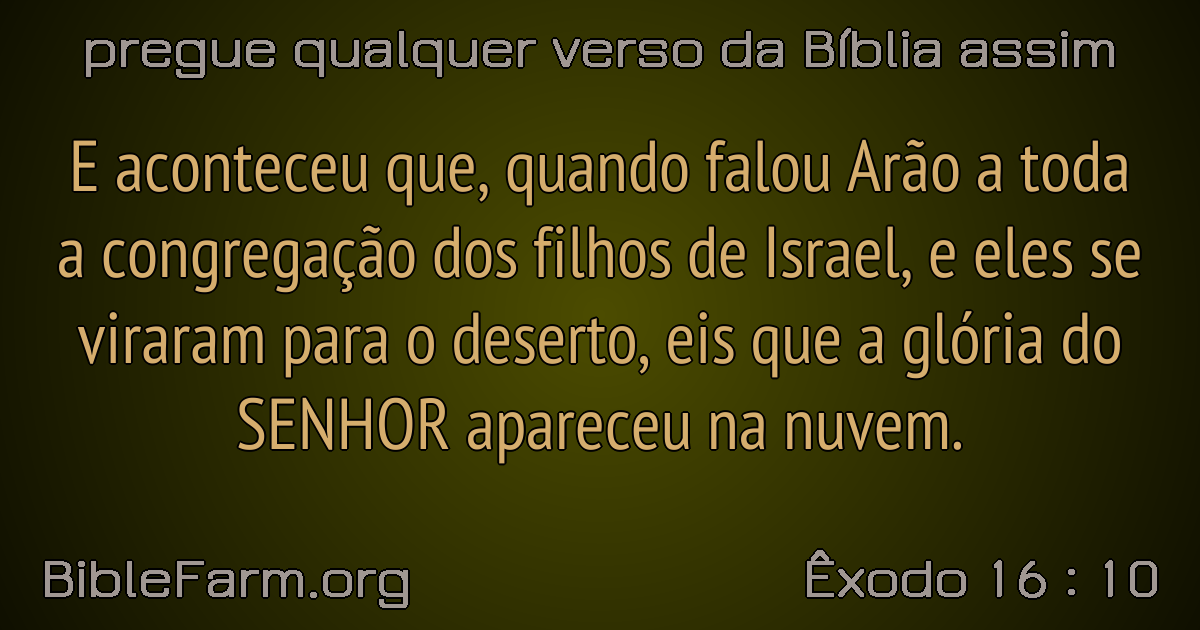 pregue qualquer verso da Bíblia assim
E aconteceu que, quando falou Arão a toda
a congregação dos filhos de Israel, e eles se
viraram para o deserto, eis que a glória do
SENHOR apareceu na nuvem.
BibleFarm.org
Êxodo 16 : 10